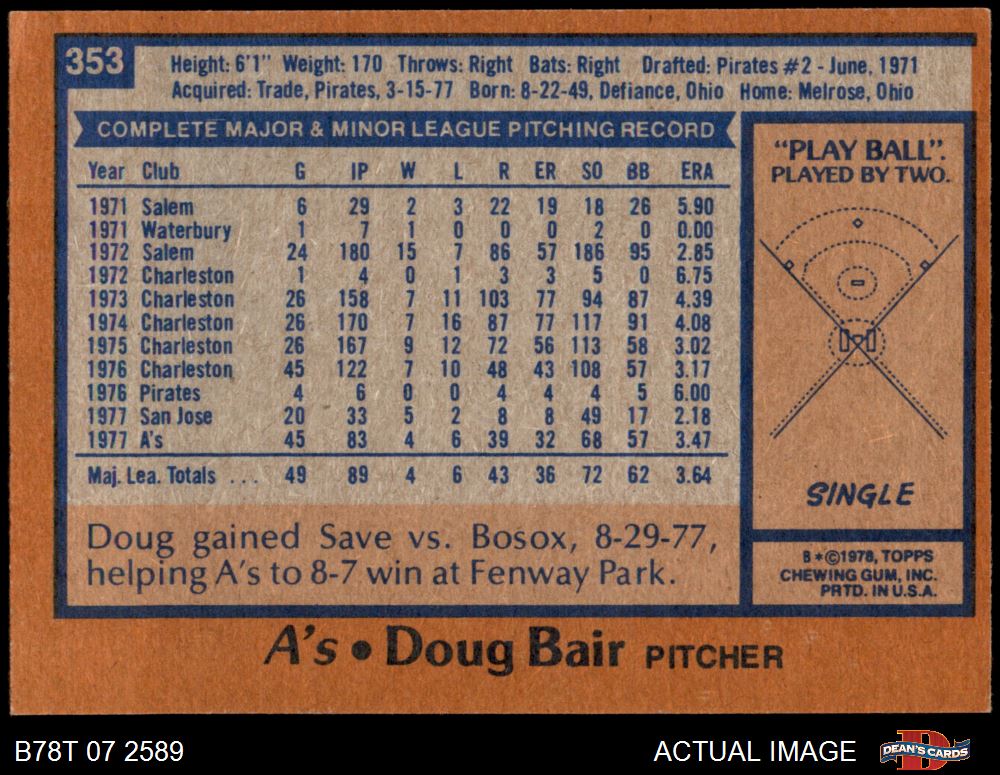 353
Height: 6'1" Weight: 170 Throws: Right Bats: Right Drafted: Pirates #2 - June, 1971
Acquired: Trade, Pirates, 3-15-77 Born: 8-22-49, Defiance, Ohio Home: Melrose, Ohio
COMPLETE MAJOR & MINOR LEAGUE PITCHING RECORD
Year Club G IP W L R ER SO BB ERA
1971 Salem 6 29 2 3 22 19 18 26 5.90
1971 Waterbury 1 7 1 0 0 0 2 0 0.00
1972 Salem 24 180 15 7 86 57 186 95 2.85
1972 Charleston 1 4 0 1 3 3 5 0 6.75
1973 Charleston 26 158 7 11 103 77 94 87 4.39
1974 Charleston 26 170 7 16 87 77 117 91 4.08
1975 Charleston 26 167 9 12 72 56 113 58 3.02
1976 Charleston 45 122 7 10 48 43 108 57 3.17
1976 Pirates 4 6 0 0 4 4 4 5 6.00
1977 San Jose 20 33 5 2 8 8 49 17 2.18
1977 A's 45 83 4 6 39 32 68 57 3.47
Maj. Lea. Totals ... 49 89 4 6 43 36 72 62 3.64
Doug gained Save vs. Bosox, 8-29-77,
helping A's to 8-7 win at Fenway Park.
"PLAY BALL".
PLAYED BY TWO.
SINGLE
B*©1978, TOPPS
CHEWING GUM, INC.
PRTD. IN U.S.A.
A's • Doug Bair PITCHER
B78T 07 2589
ACTUAL IMAGE
D
DEAN'S CARDS